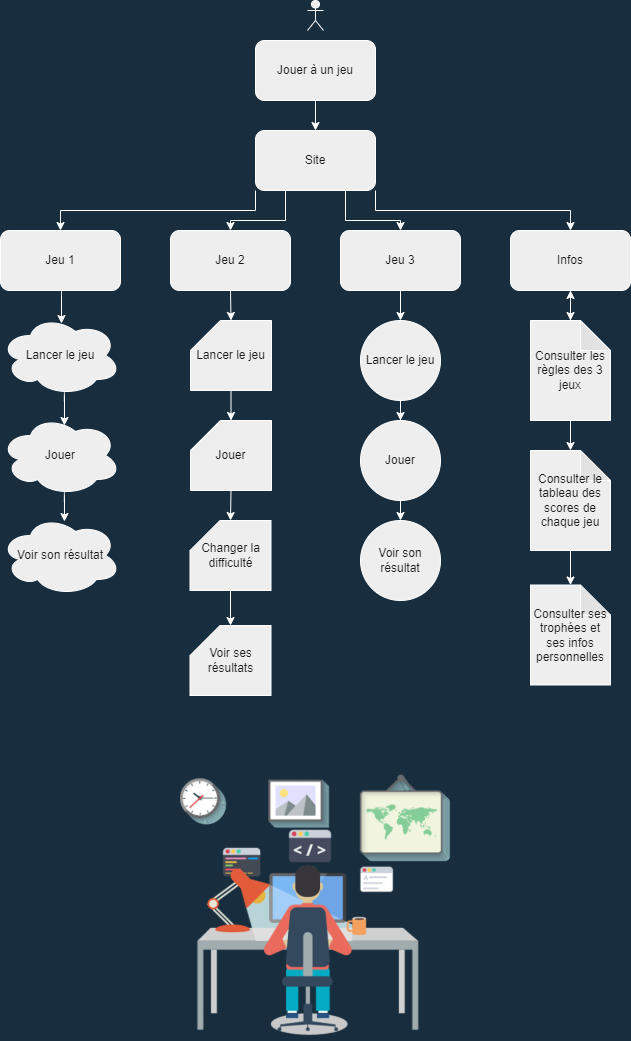 Jouer à un jeu
Site
Jeu 1
Jeu 2
Jeu 3
Infos
Lancer le jeu
Lancer le jeu
Lancer le jeu
Consulter les
règles des 3
jeux
Jouer
Jouer
Jouer
Consulter le
tableau des
scores de
chaque jeu
Voir son résultat
Changer la
difficulté
Voir son
résultat
Consulter ses
trophées et
ses infos
personnelles
Voir ses
résultats
</>